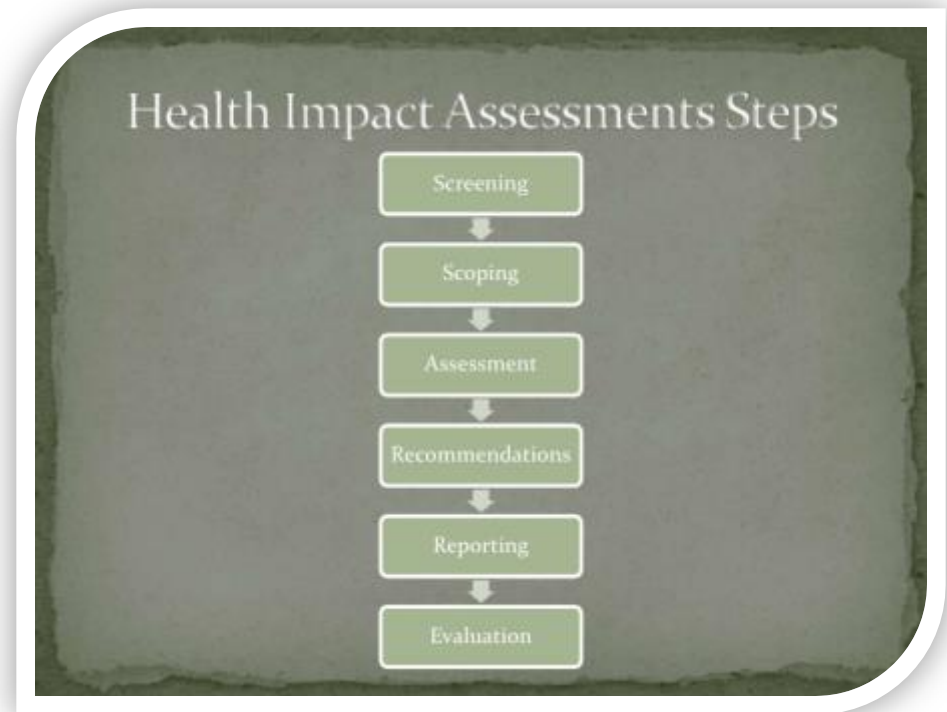 Health Impact Assessments Steps
Screening
Scoping
Assessment
Recommendations
Reporting
Evaluation